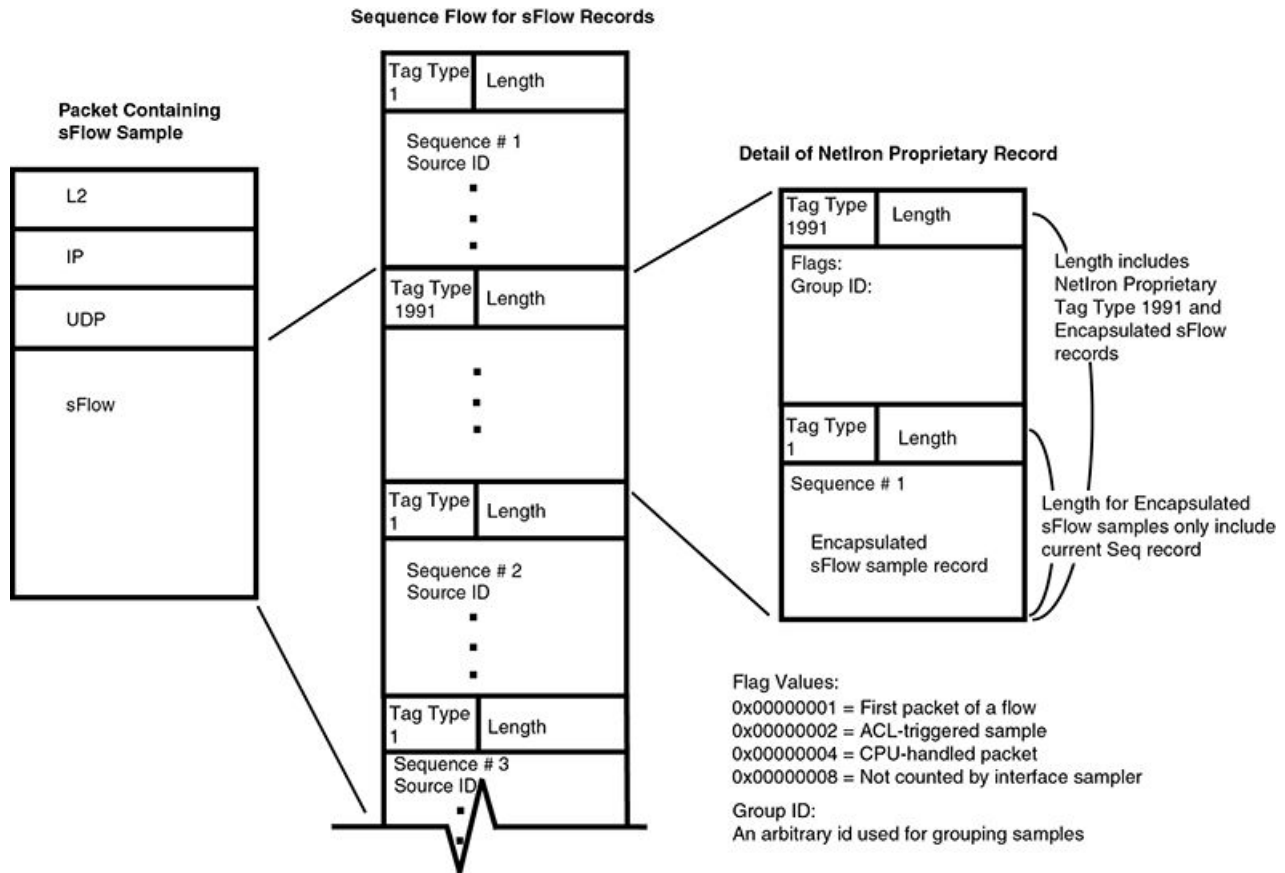 Sequence Flow for sFlow Records
Packet Containing
sFlow Sample
L2
IP
UDP
sFlow
Tag Type
1
Length
Sequence # 1
Source ID
Tag Type
1991
Length
Tag Type
1
Length
Sequence # 2
Source ID
Tag Type
1
Length
Sequence # 3
Source ID
Detail of NetIron Proprietary Record
Tag Type
1991
Length
Flags:
Group ID:
Tag Type
1
Length
Sequence # 1
Encapsulated
sFlow sample record
Length includes
NetIron Proprietary
Tag Type 1991 and
Encapsulated sFlow
records
Length for Encapsulated
sFlow samples only include
current Seq record
Flag Values:
0x00000001 = First packet of a flow
0x00000002 = ACL-triggered sample
0x00000004 = CPU-handled packet
0x00000008 = Not counted by interface sampler
Group ID:
An arbitrary id used for grouping samples